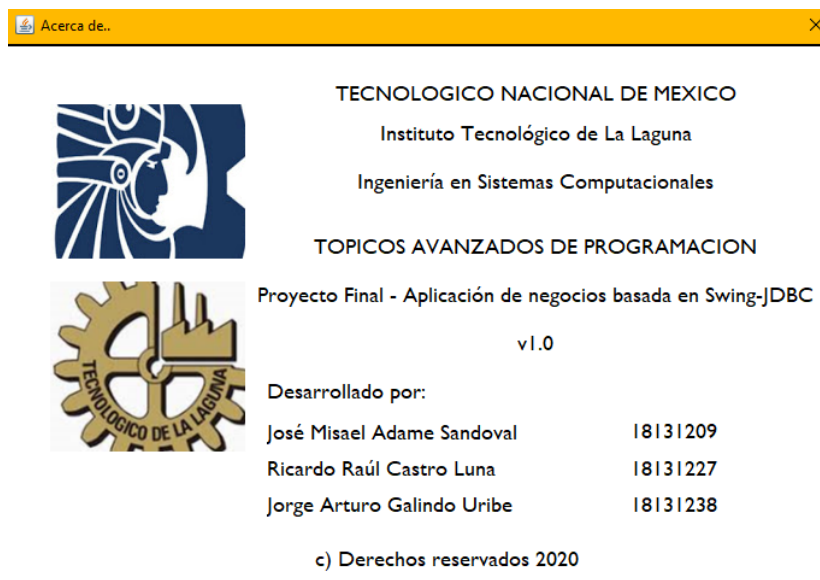 Acerca de..
TECNOLOGICO NACIONAL DE MEXICO
Instituto Tecnológico de La Laguna
Ingeniería en Sistemas Computacionales
TOPICOS AVANZADOS DE PROGRAMACION
Proyecto Final - Aplicación de negocios basada en Swing-JDBC
v1.0
TECNOLOGICO DE LA LAGUNA
Desarrollado por:
José Misael Adame Sandoval 18131209
Ricardo Raúl Castro Luna 18131227
Jorge Arturo Galindo Uribe 18131238
c) Derechos reservados 2020